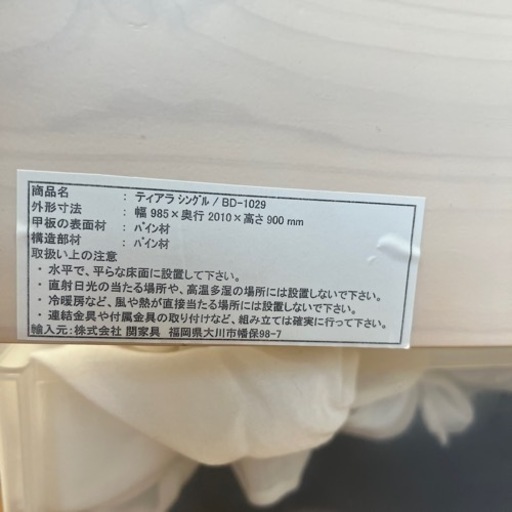 商品名 : ティアラ シングル / BD-1029
外形寸法 : 幅 985×奥行 2010×高さ 900 mm
甲板の表面材 : パイン材
構造部材 : パイン材
取扱い上の注意
・水平で、平らな床面に設置して下さい。
・直射日光の当たる場所や、高温多湿の場所には設置しないで下さい。
・冷暖房など、風や熱が直接当たる場所には設置しないで下さい。
・連結金具や付属金具の取り付けなど、組み立ては確実に行って下さい。
輸入元: 株式会社 関家具 福岡県大川市幡保98-7